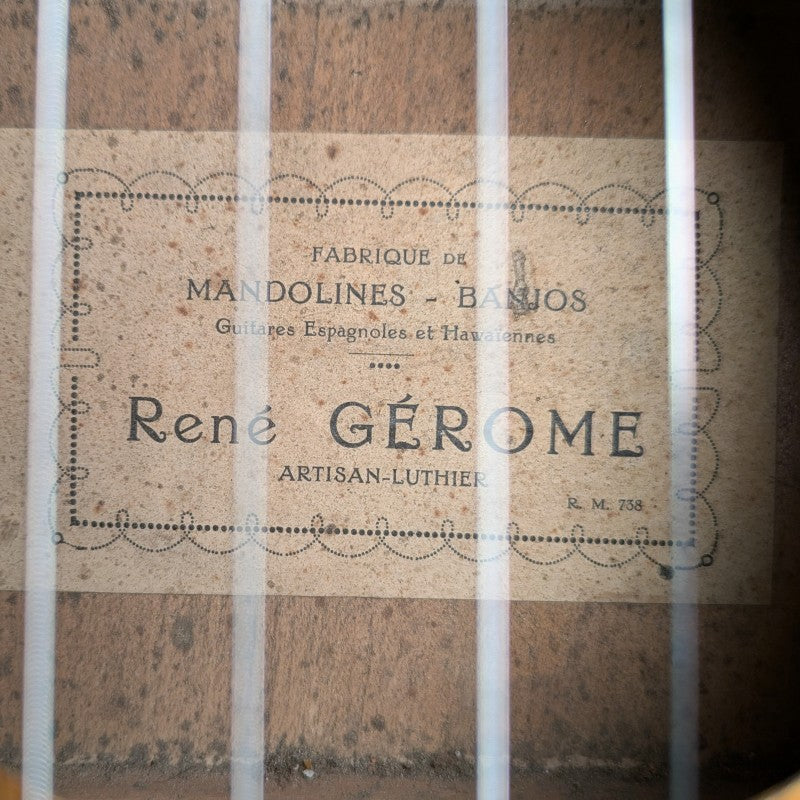 FABRIQUE DE
MANDOLINES - BANJOS
Guitares Espagnoles et Hawaïennes
René GÉROME
ARTISAN-LUTHIER
R. M. 738